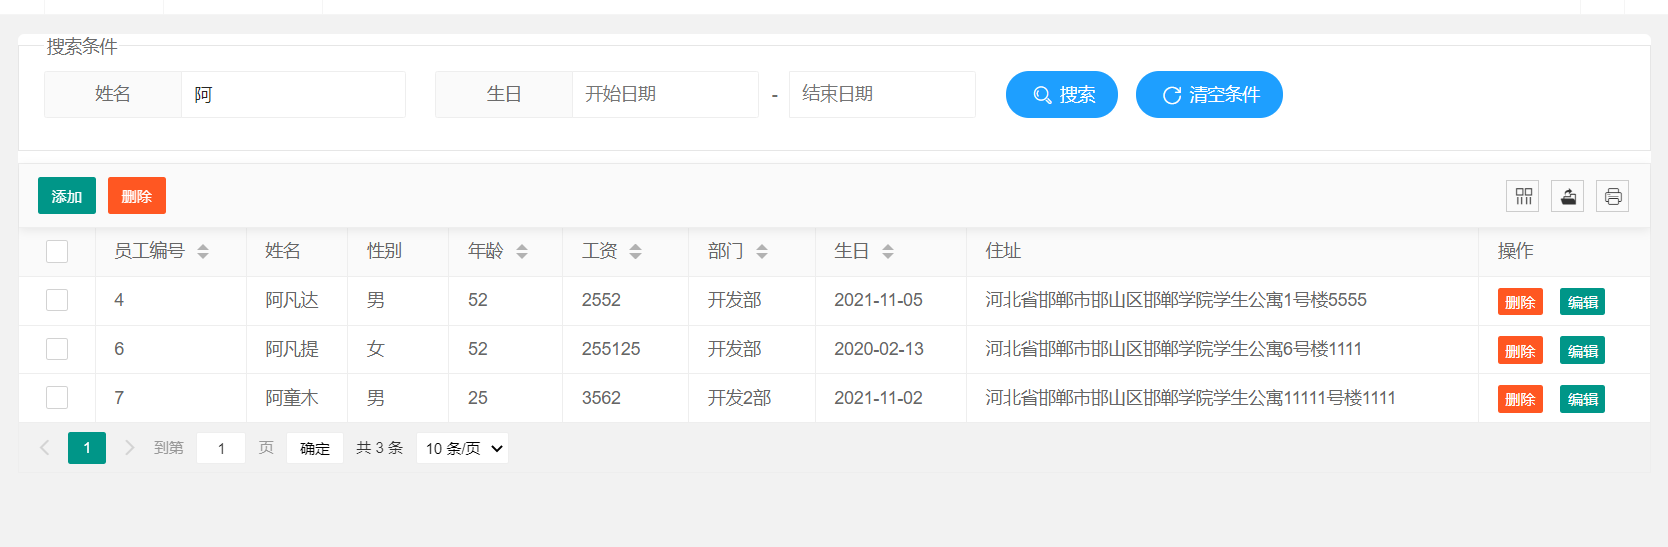 搜索条件
姓名 阿 生日 开始日期 - 结束日期 搜索 清空条件
添加 删除
员工编号 姓名 性别 年龄 工资 部门 生日 住址 操作
4 阿凡达 男 52 2552 开发部 2021-11-05 河北省邯郸市邯山区邯郸学院学生公寓1号楼5555 删除 编辑
6 阿凡提 女 52 255125 开发部 2020-02-13 河北省邯郸市邯山区邯郸学院学生公寓6号楼1111 删除 编辑
7 阿童木 男 25 3562 开发2部 2021-11-02 河北省邯郸市邯山区邯郸学院学生公寓11111号楼1111 删除 编辑
1 到第 1 页 确定 共 3 条 10 条/页